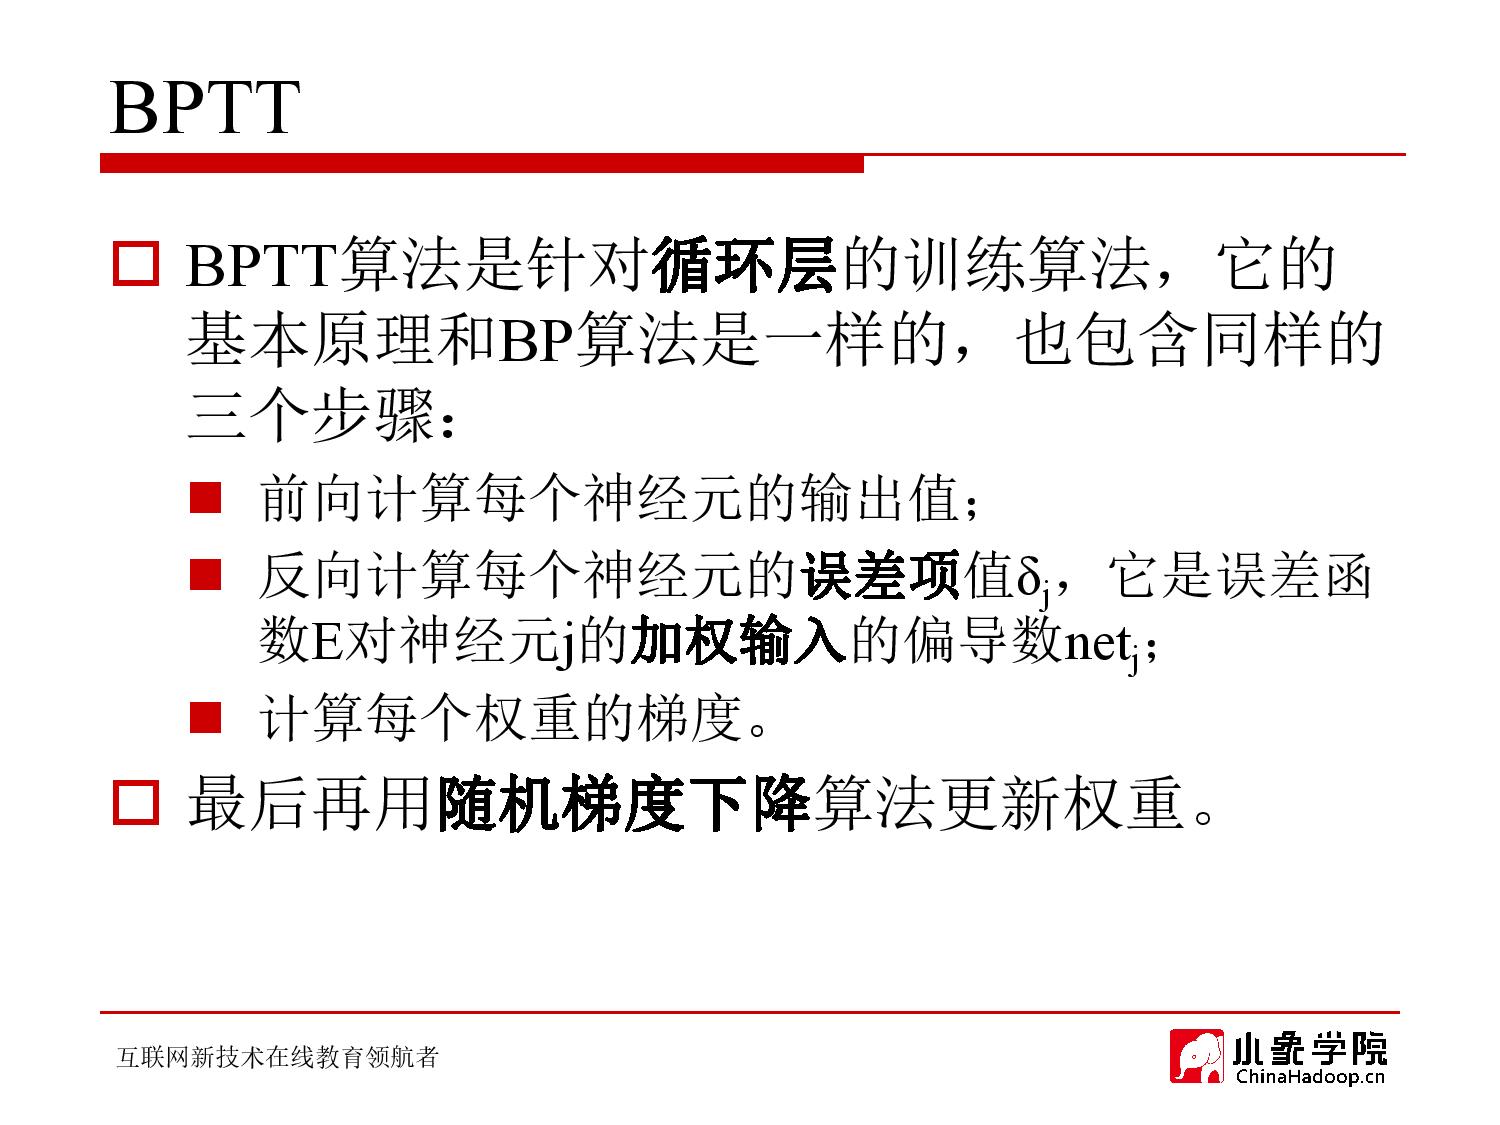 BPTT
BPTT算法是针对循环层的训练算法，它的
基本原理和BP算法是一样的，也包含同样的
三个步骤：
前向计算每个神经元的输出值；
反向计算每个神经元的误差项值δj，它是误差函
数E对神经元j的加权输入的偏导数netj；
计算每个权重的梯度。
最后再用随机梯度下降算法更新权重。
互联网新技术在线教育领航者
小象学院
ChinaHadoop.cn